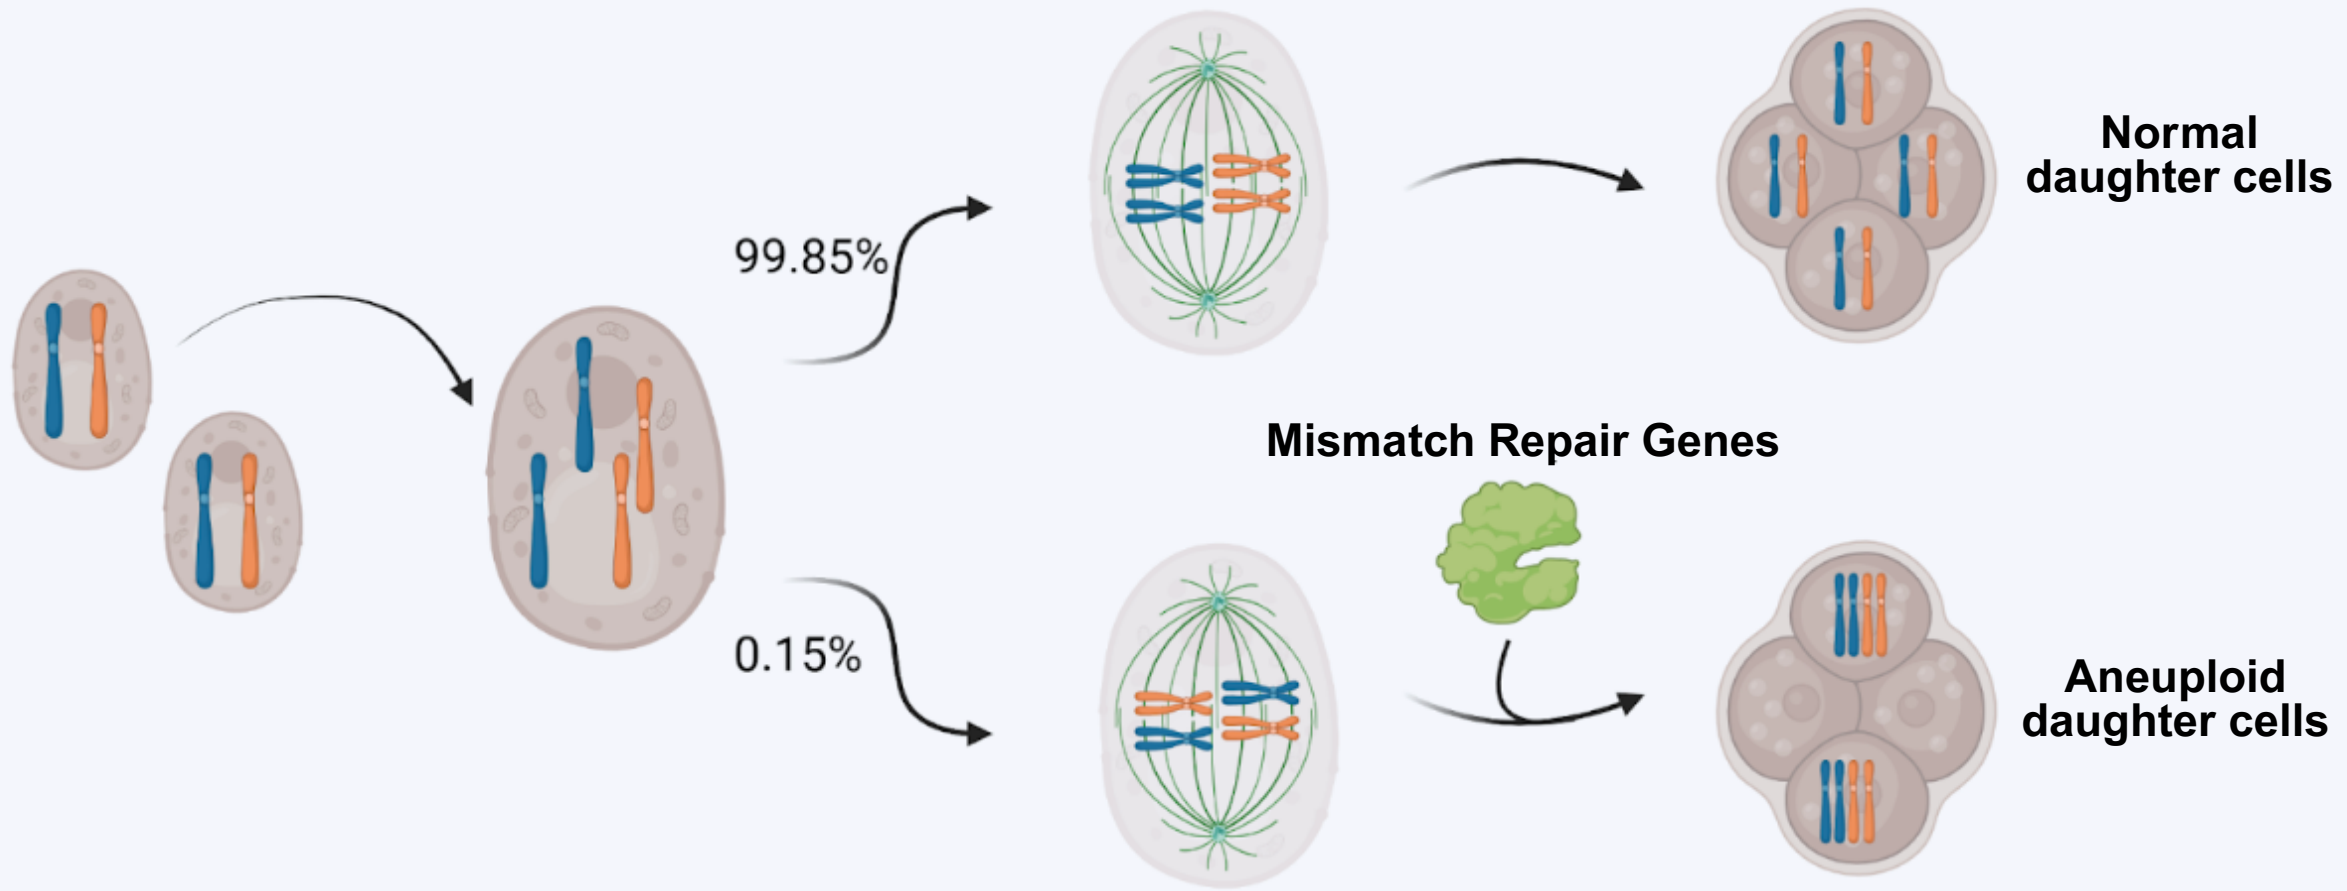 99.85%
0.15%
Normal
daughter cells
Mismatch Repair Genes
Aneuploid
daughter cells